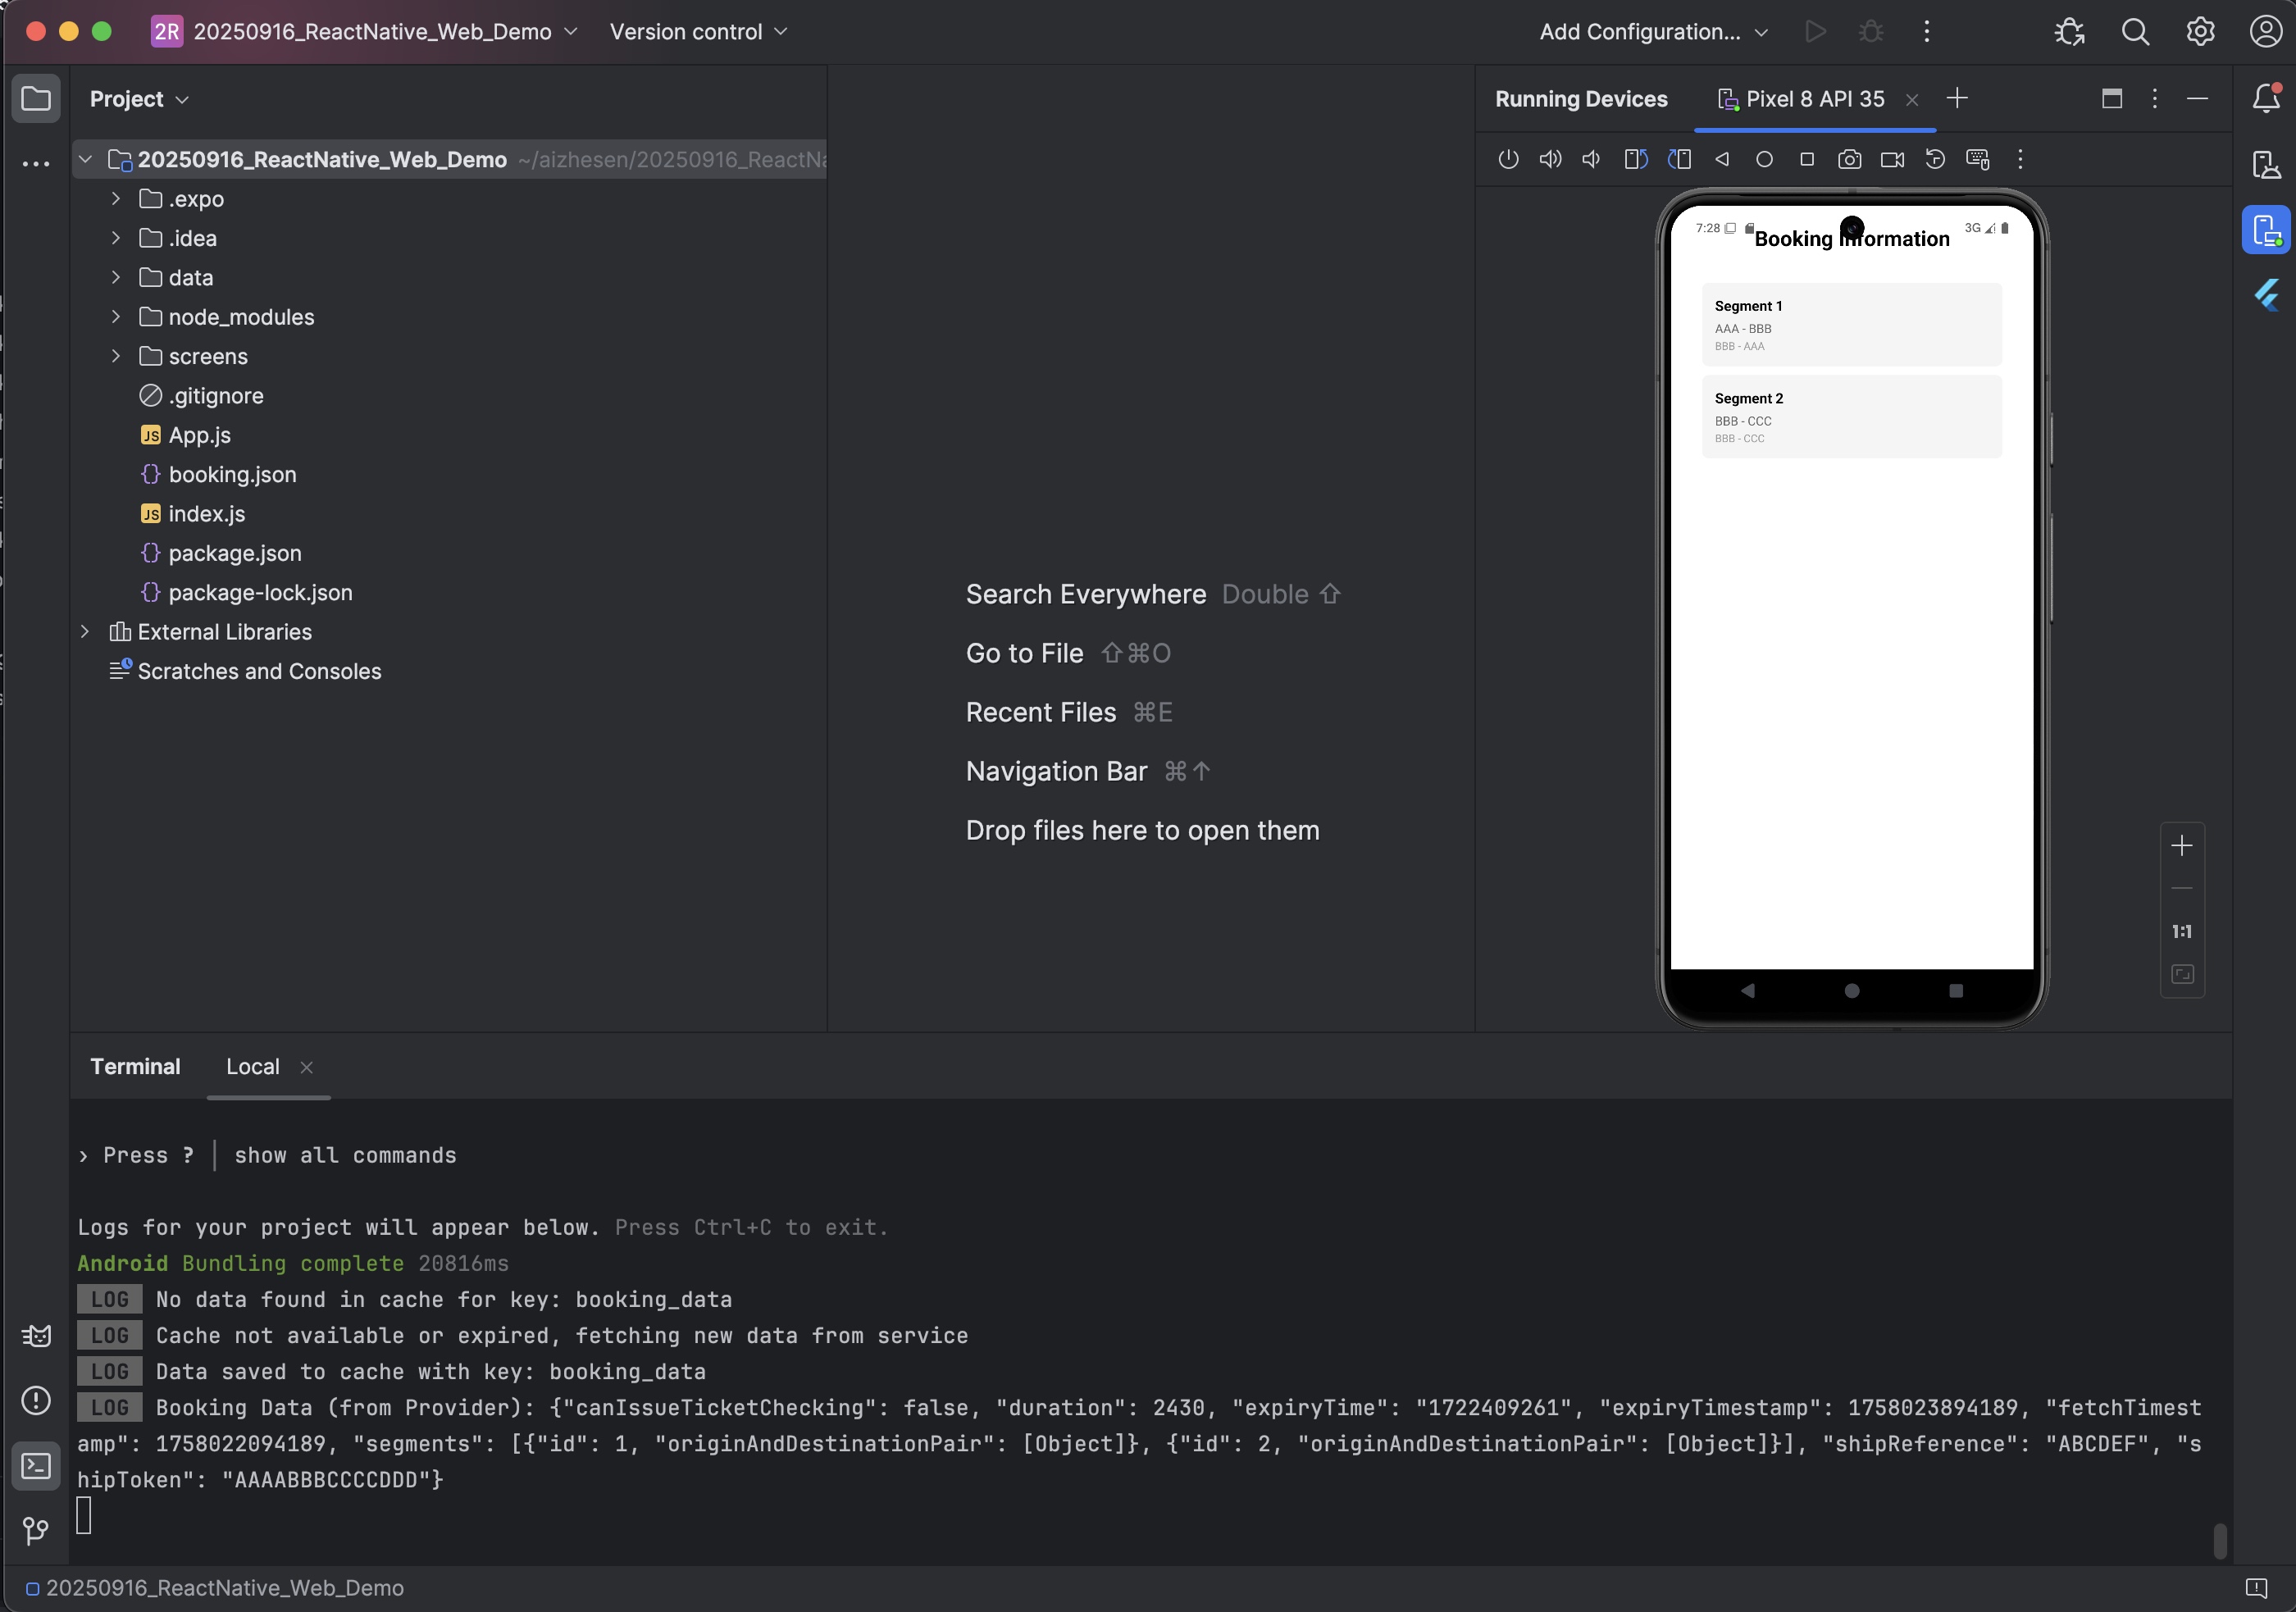 2R 20250916_ReactNative_Web_Demo Version control Add Configuration...
Project
20250916_ReactNative_Web_Demo ~/aizhesen/20250916_ReactNa
.expo
.idea
data
node_modules
screens
.gitignore
JS App.js
{} booking.json
JS index.js
{} package.json
{} package-lock.json
External Libraries
Scratches and Consoles
Search Everywhere Double ⇧
Go to File ⇧⌘O
Recent Files ⌘E
Navigation Bar ⌘↑
Drop files here to open them
Running Devices Pixel 8 API 35
7:28 3G
Booking Information
Segment 1
AAA - BBB
BBB - AAA
Segment 2
BBB - CCC
BBB - CCC
1:1
Terminal Local
› Press ? │ show all commands
Logs for your project will appear below. Press Ctrl+C to exit.
Android Bundling complete 20816ms
LOG No data found in cache for key: booking_data
LOG Cache not available or expired, fetching new data from service
LOG Data saved to cache with key: booking_data
LOG Booking Data (from Provider): {"canIssueTicketChecking": false, "duration": 2430, "expiryTime": "1722409261", "expiryTimestamp": 1758023894189, "fetchTimest
amp": 1758022094189, "segments": [{"id": 1, "originAndDestinationPair": [Object]}, {"id": 2, "originAndDestinationPair": [Object]}], "shipReference": "ABCDEF", "s
hipToken": "AAAABBBCCCCDDD"}
20250916_ReactNative_Web_Demo